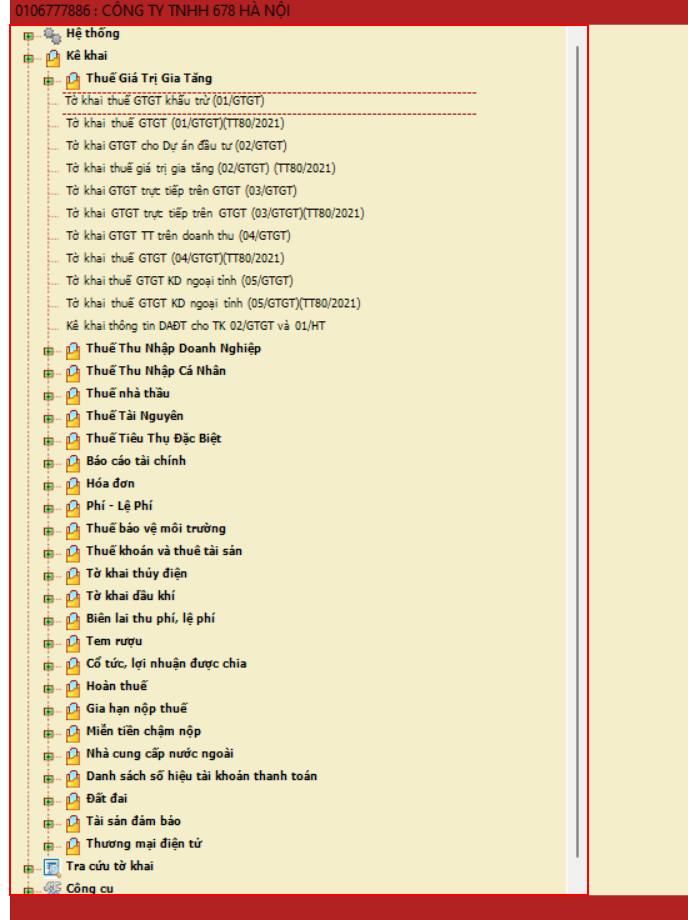 0106777886 : CÔNG TY TNHH 678 HÀ NỘI
Hệ thống
Kê khai
Thuế Giá Trị Gia Tăng
Tờ khai thuế GTGT khấu trừ (01/GTGT)
Tờ khai thuế GTGT (01/GTGT)(TT80/2021)
Tờ khai GTGT cho Dự án đầu tư (02/GTGT)
Tờ khai thuế giá trị gia tăng (02/GTGT) (TT80/2021)
Tờ khai GTGT trực tiếp trên GTGT (03/GTGT)
Tờ khai GTGT trực tiếp trên GTGT (03/GTGT)(TT80/2021)
Tờ khai GTGT TT trên doanh thu (04/GTGT)
Tờ khai thuế GTGT (04/GTGT)(TT80/2021)
Tờ khai thuế GTGT KD ngoại tỉnh (05/GTGT)
Tờ khai thuế GTGT KD ngoại tỉnh (05/GTGT)(TT80/2021)
Kê khai thông tin DAĐT cho TK 02/GTGT và 01/HT
Thuế Thu Nhập Doanh Nghiệp
Thuế Thu Nhập Cá Nhân
Thuế nhà thầu
Thuế Tài Nguyên
Thuế Tiêu Thụ Đặc Biệt
Báo cáo tài chính
Hóa đơn
Phí - Lệ Phí
Thuế bảo vệ môi trường
Thuế khoán và thuê tài sản
Tờ khai thủy điện
Tờ khai dầu khí
Biên lai thu phí, lệ phí
Tem rượu
Cổ tức, lợi nhuận được chia
Hoàn thuế
Gia hạn nộp thuế
Miễn tiền chậm nộp
Nhà cung cấp nước ngoài
Danh sách số hiệu tài khoản thanh toán
Đất đai
Tài sản đảm bảo
Thương mại điện tử
Tra cứu tờ khai
Công cụ